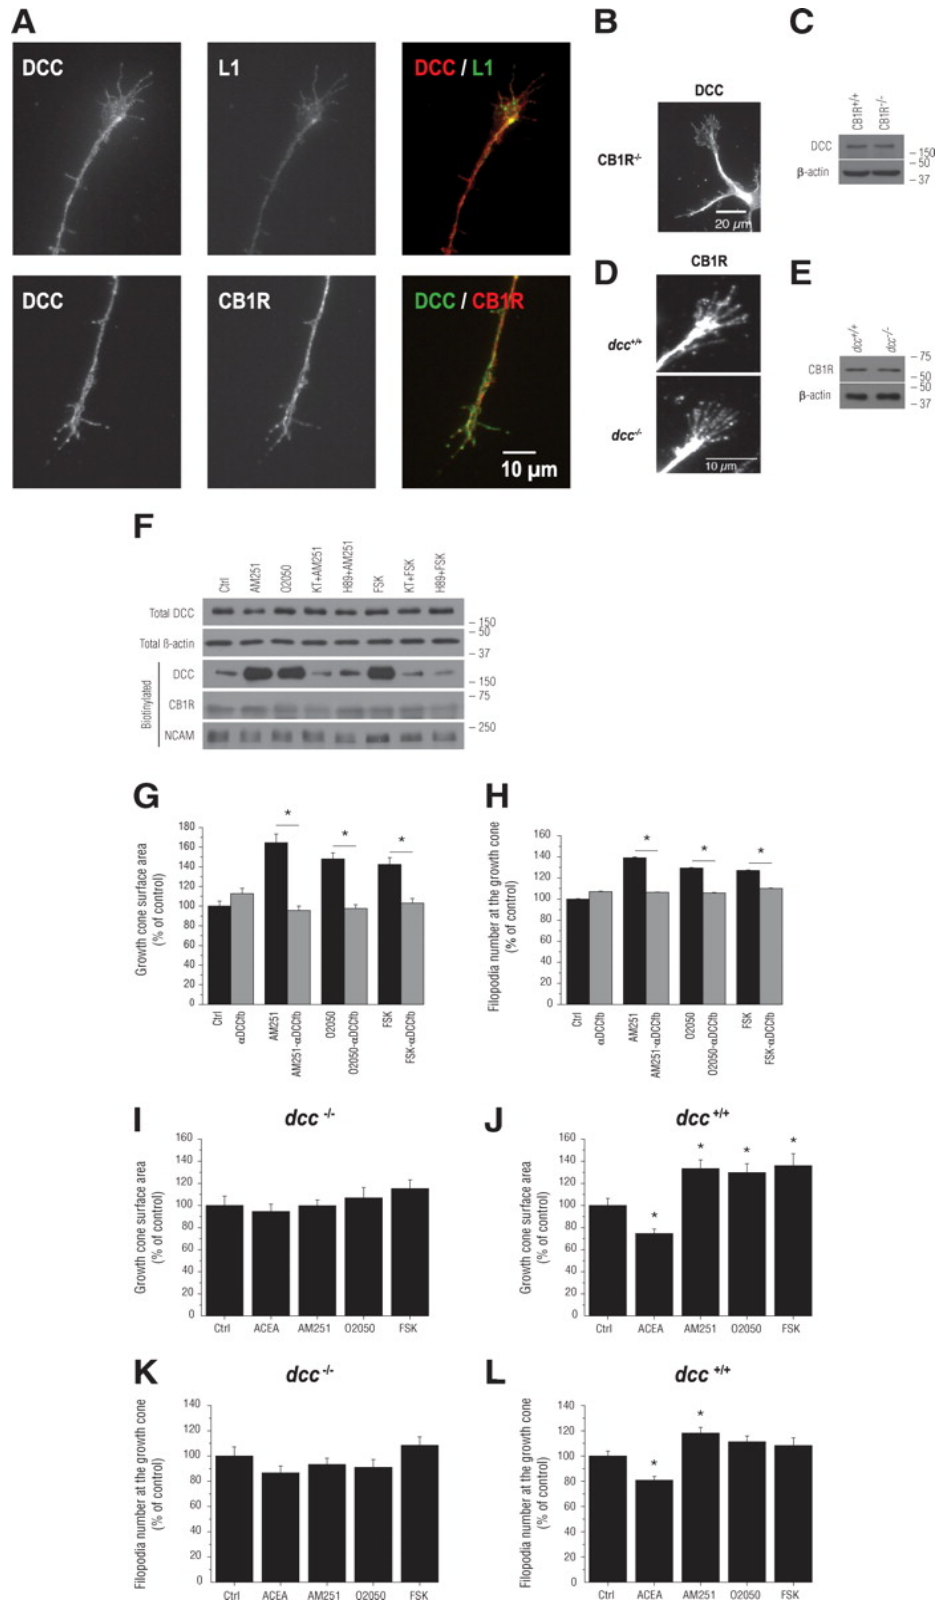 A
DCC
L1
DCC / L1
DCC
CB1R
DCC / CB1R
10 µm
B
DCC
CB1R-/-
20 µm
C
CB1R+/+
CB1R-/-
DCC
β-actin
– 150
– 50
– 37
D
CB1R
dcc+/+
dcc-/-
10 µm
E
dcc+/+
dcc-/-
CB1R
β-actin
– 75
– 50
– 50
– 37
F
Ctrl
AM251
O2050
KT+AM251
H89+AM251
FSK
KT+FSK
H89+FSK
Total DCC
– 150
Total ß-actin
– 50
– 37
Biotinylated
DCC
– 150
CB1R
– 75
NCAM
– 250
G
Growth cone surface area
(% of control)
180
160
140
120
100
80
60
40
20
0
*
*
*
Ctrl
αDCCfb
AM251
AM251-αDCCfb
O2050
O2050-αDCCfb
FSK
FSK-αDCCfb
H
Filopodia number at the growth cone
(% of control)
160
140
120
100
80
60
40
20
0
*
*
*
Ctrl
αDCCfb
AM251
AM251-αDCCfb
O2050
O2050-αDCCfb
FSK
FSK-αDCCfb
I
dcc -/-
Growth cone surface area
(% of control)
160
140
120
100
80
60
40
20
0
Ctrl ACEA AM251 O2050 FSK
J
dcc +/+
Growth cone surface area
(% of control)
160
140
120
100
80
60
40
20
0
* * * *
Ctrl ACEA AM251 O2050 FSK
K
dcc -/-
Filopodia number at the growth cone
(% of control)
140
120
100
80
60
40
20
0
Ctrl ACEA AM251 O2050 FSK
L
dcc +/+
Filopodia number at the growth cone
(% of control)
140
120
100
80
60
40
20
0
* *
Ctrl ACEA AM251 O2050 FSK